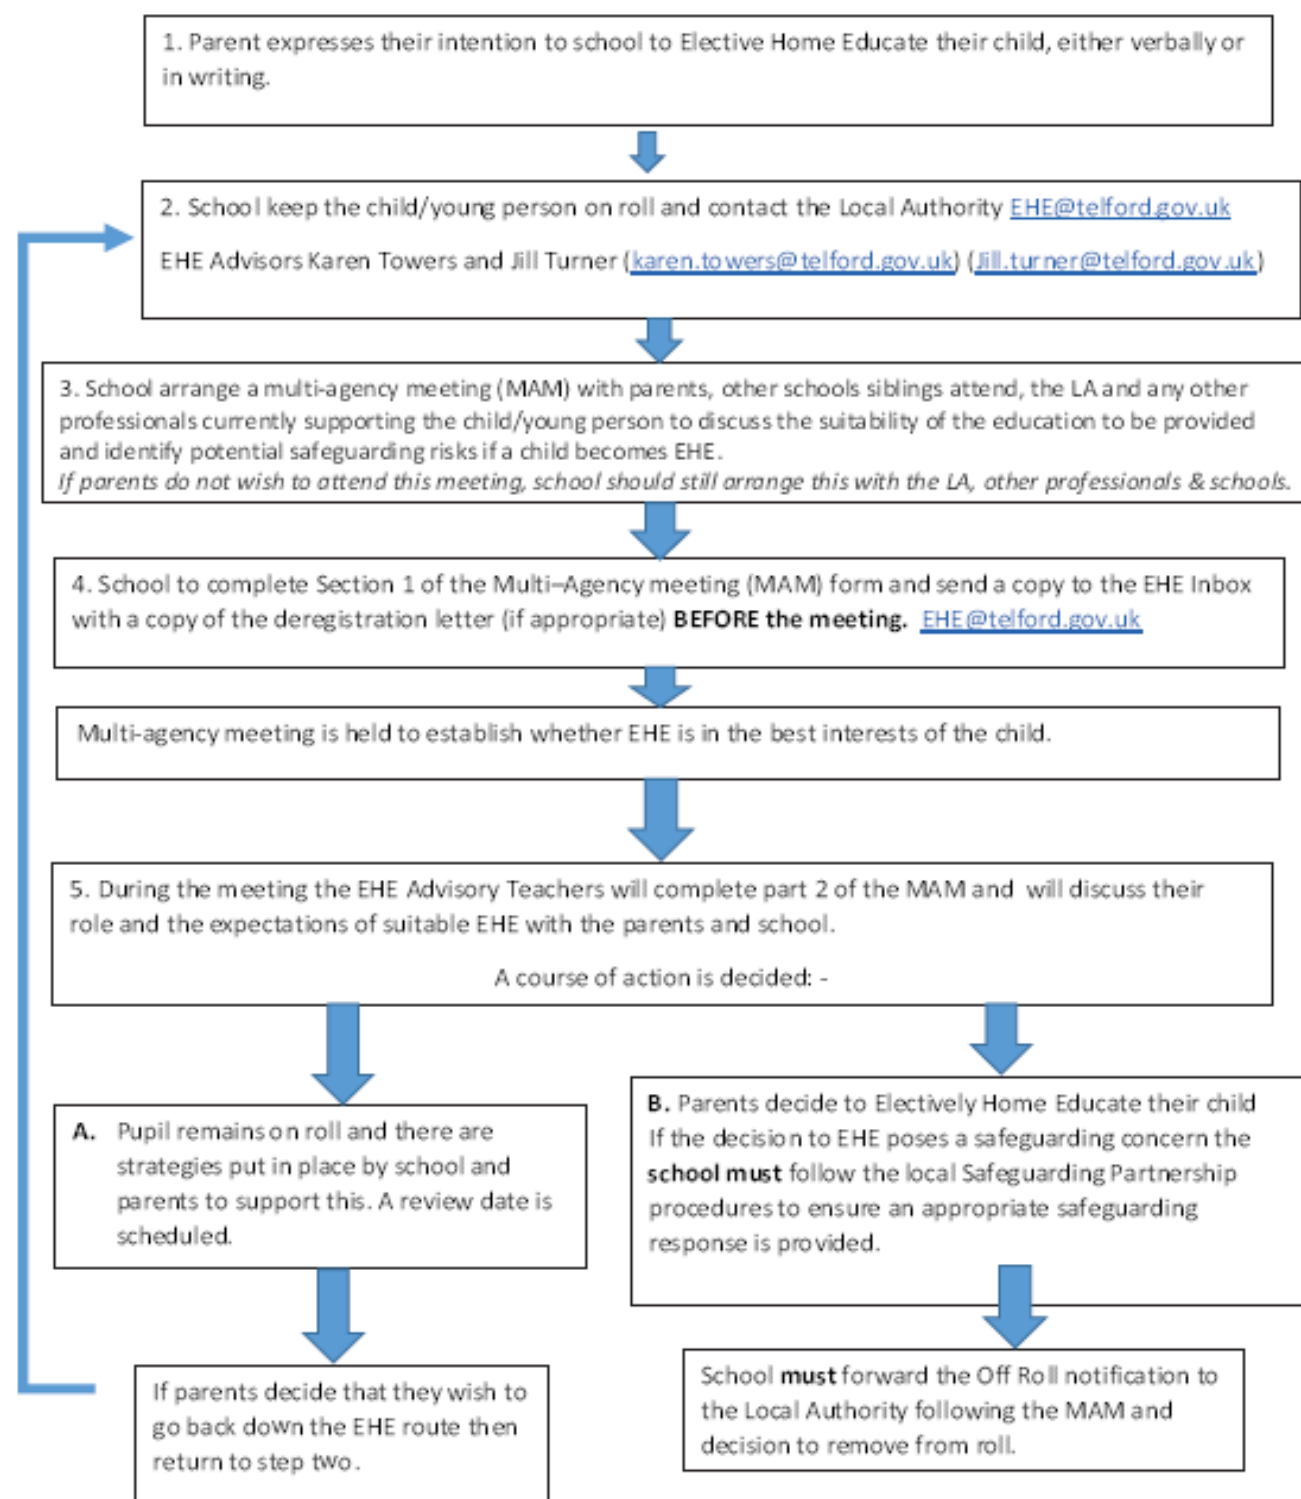 1. Parent expresses their intention to school to Elective Home Educate their child, either verbally or
in writing.
2. School keep the child/young person on roll and contact the Local Authority EHE@telford.gov.uk
EHE Advisors Karen Towers and Jill Turner (karen.towers@telford.gov.uk) (Jill.turner@telford.gov.uk)
3. School arrange a multi-agency meeting (MAM) with parents, other schools siblings attend, the LA and any other
professionals currently supporting the child/young person to discuss the suitability of the education to be provided
and identify potential safeguarding risks if a child becomes EHE.
If parents do not wish to attend this meeting, school should still arrange this with the LA, other professionals & schools.
4. School to complete Section 1 of the Multi–Agency meeting (MAM) form and send a copy to the EHE Inbox
with a copy of the deregistration letter (if appropriate) BEFORE the meeting. EHE@telford.gov.uk
Multi-agency meeting is held to establish whether EHE is in the best interests of the child.
5. During the meeting the EHE Advisory Teachers will complete part 2 of the MAM and will discuss their
role and the expectations of suitable EHE with the parents and school.
A course of action is decided: -
A. Pupil remains on roll and there are
strategies put in place by school and
parents to support this. A review date is
scheduled.
B. Parents decide to Electively Home Educate their child
If the decision to EHE poses a safeguarding concern the
school must follow the local Safeguarding Partnership
procedures to ensure an appropriate safeguarding
response is provided.
If parents decide that they wish to
go back down the EHE route then
return to step two.
School must forward the Off Roll notification to
the Local Authority following the MAM and
decision to remove from roll.